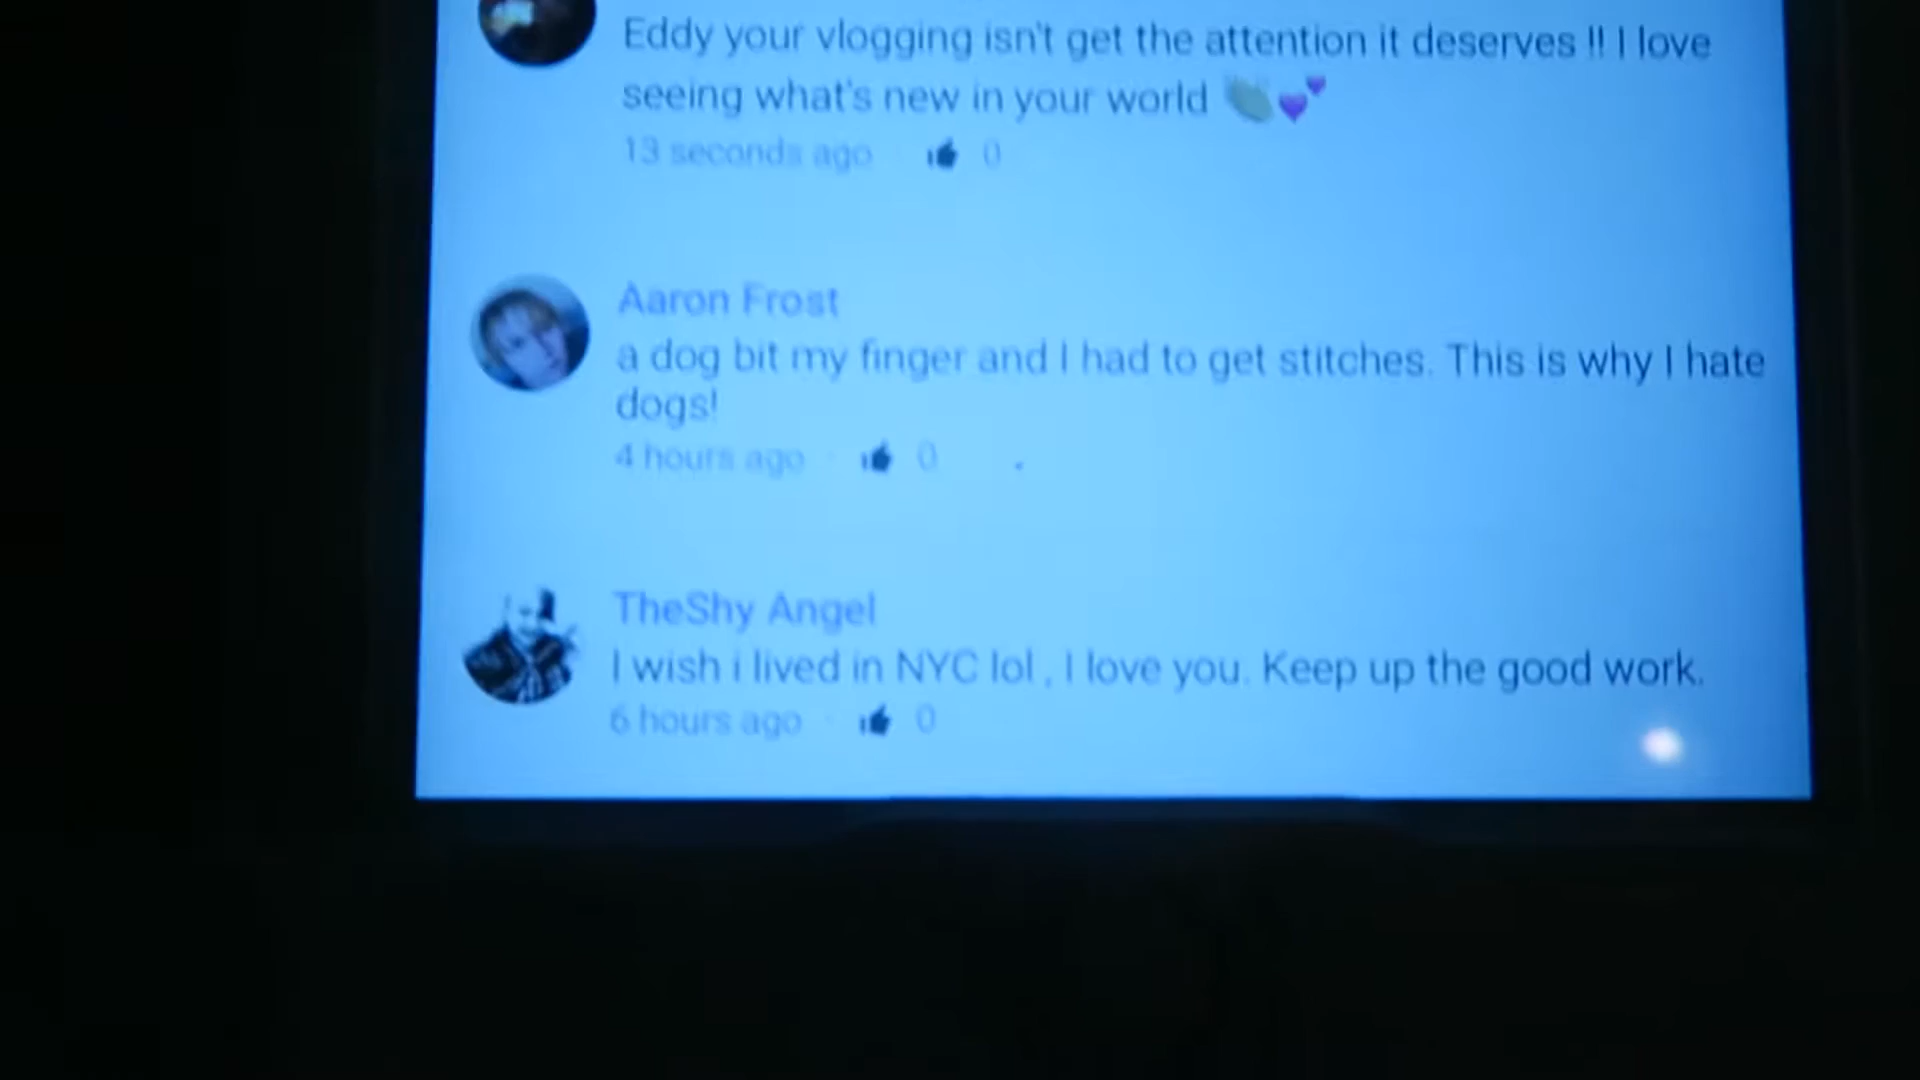 Eddy your vlogging isn't get the attention it deserves !! I love
seeing what's new in your world 👏💕
13 seconds ago 0
Aaron Frost
a dog bit my finger and I had to get stitches. This is why I hate
dogs!
4 hours ago · 0
TheShy Angel
I wish i lived in NYC lol , I love you. Keep up the good work.
6 hours ago · 0